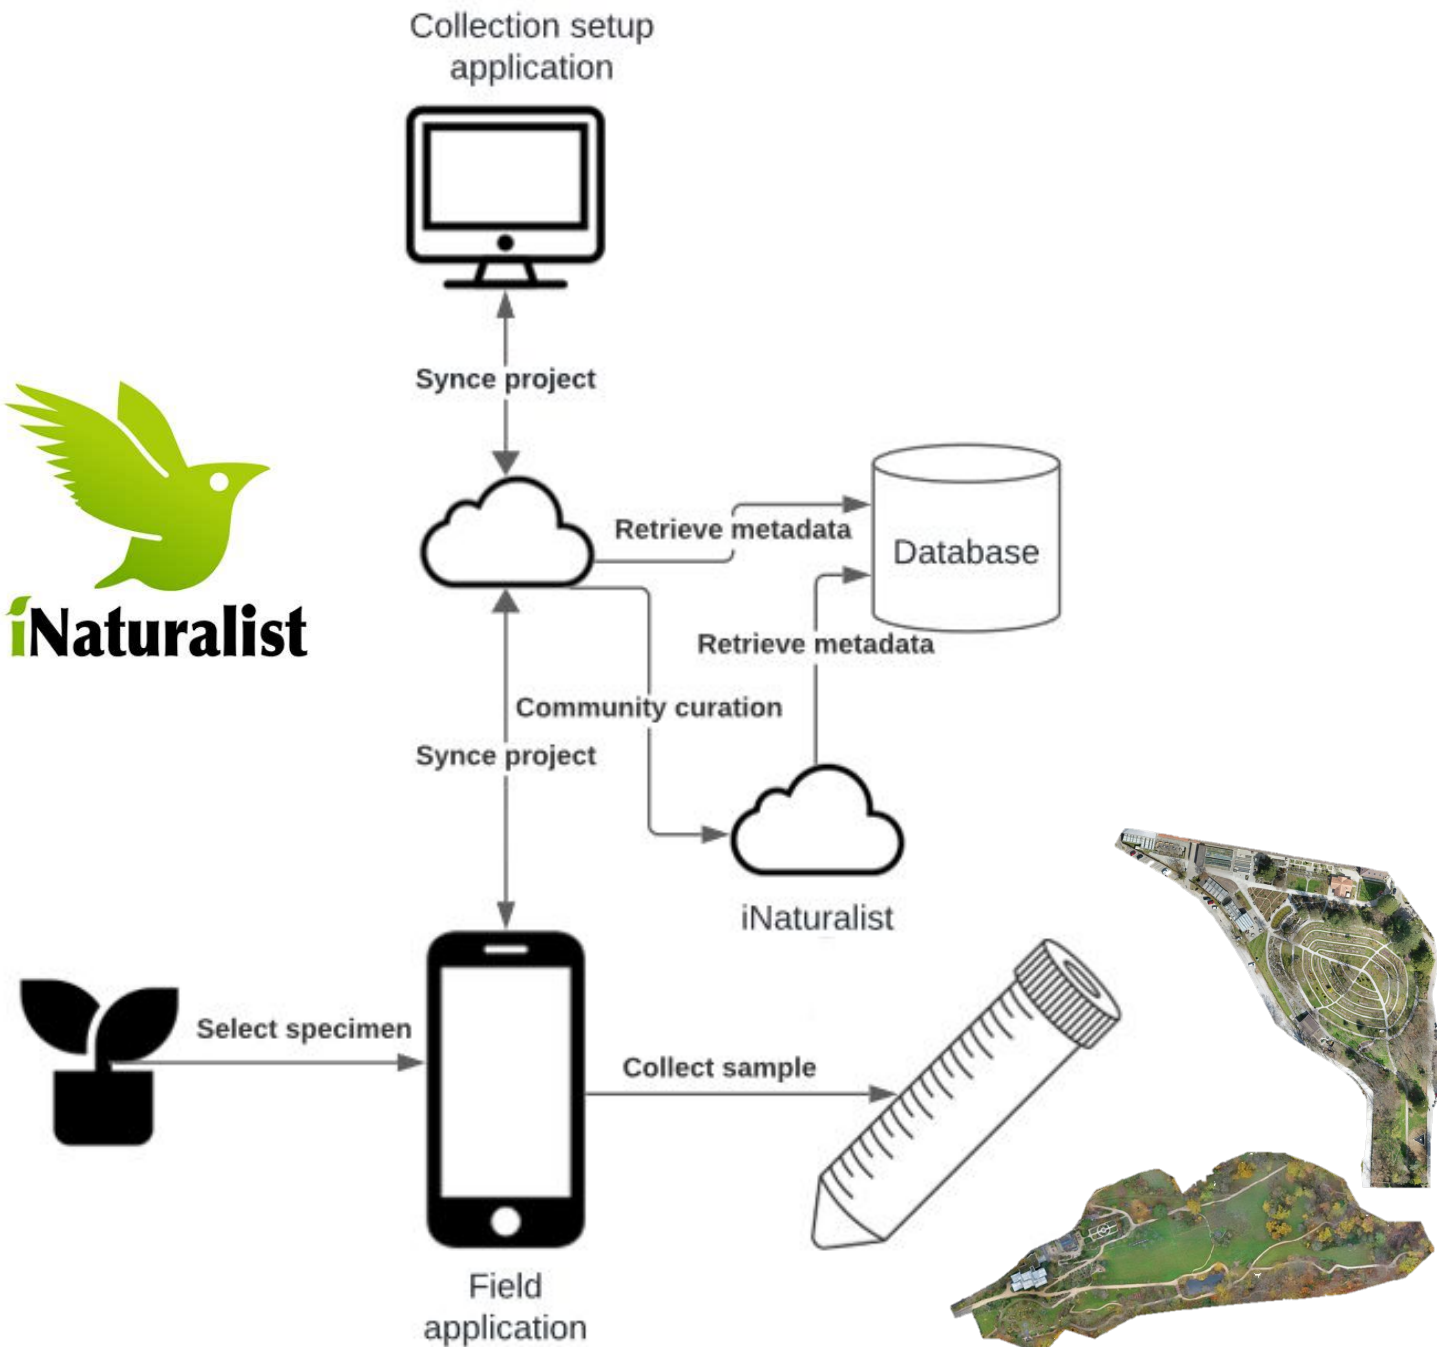 Collection setup
application
Synce project
Retrieve metadata
Database
iNaturalist
Retrieve metadata
Community curation
Synce project
iNaturalist
Select specimen
Collect sample
Field
application